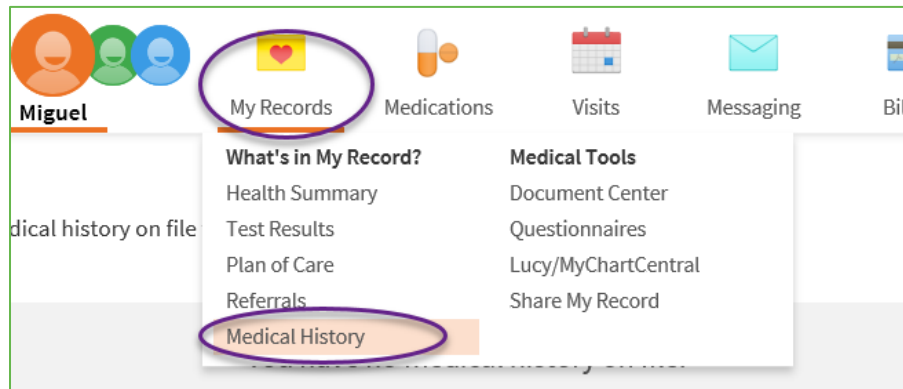 Miguel
My Records
Medications
Visits
Messaging
What's in My Record?
Health Summary
Test Results
Plan of Care
Referrals
Medical History
Medical Tools
Document Center
Questionnaires
Lucy/MyChartCentral
Share My Record
dical history on file